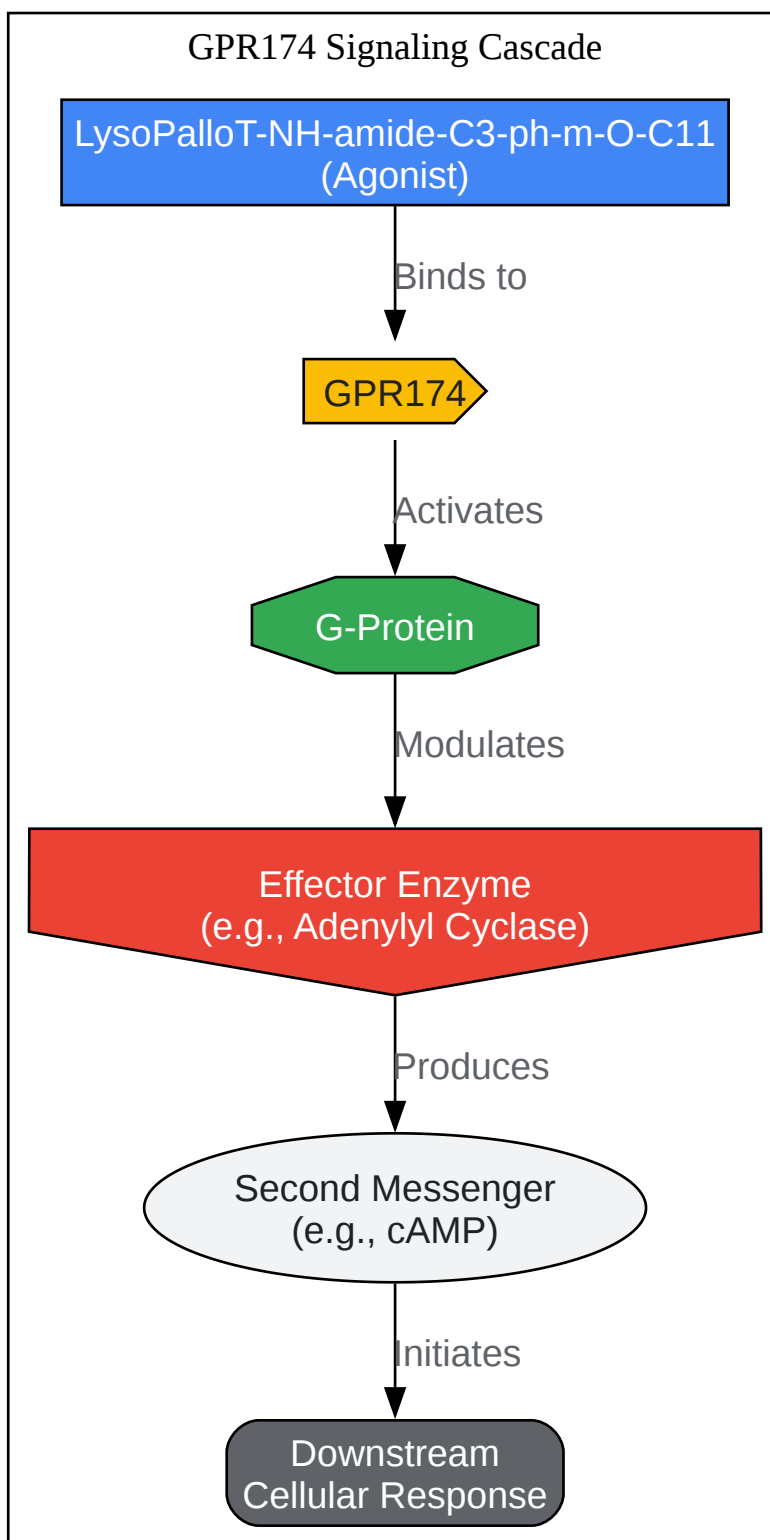 GPR174 Signaling Cascade
LysoPalloT-NH-amide-C3-ph-m-O-C11
(Agonist)
Binds to
GPR174
Activates
G-Protein
Modulates
Effector Enzyme
(e.g., Adenylyl Cyclase)
Produces
Second Messenger
(e.g., cAMP)
Initiates
Downstream
Cellular Response